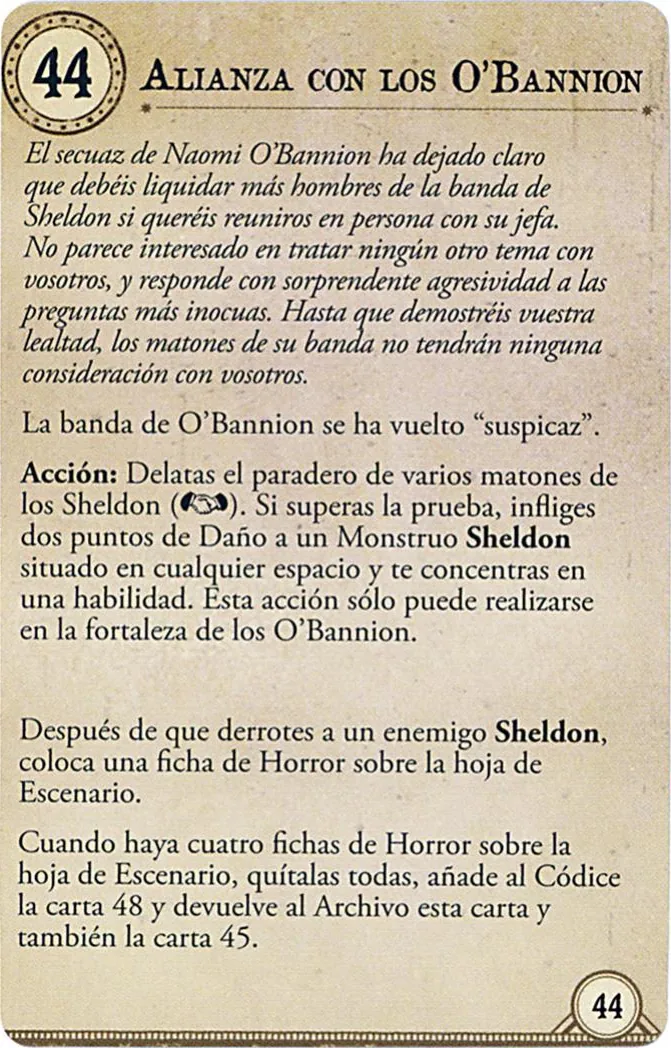 44
ALIANZA CON LOS O'BANNION
El secuaz de Naomi O'Bannion ha dejado claro
que debéis liquidar más hombres de la banda de
Sheldon si queréis reuniros en persona con su jefa.
No parece interesado en tratar ningún otro tema con
vosotros, y responde con sorprendente agresividad a las
preguntas más inocuas. Hasta que demostréis vuestra
lealtad, los matones de su banda no tendrán ninguna
consideración con vosotros.
La banda de O'Bannion se ha vuelto “suspicaz”.
Acción: Delatas el paradero de varios matones de
los Sheldon (). Si superas la prueba, infliges
dos puntos de Daño a un Monstruo Sheldon
situado en cualquier espacio y te concentras en
una habilidad. Esta acción sólo puede realizarse
en la fortaleza de los O'Bannion.
Después de que derrotes a un enemigo Sheldon,
coloca una ficha de Horror sobre la hoja de
Escenario.
Cuando haya cuatro fichas de Horror sobre la
hoja de Escenario, quítalas todas, añade al Códice
la carta 48 y devuelve al Archivo esta carta y
también la carta 45.
44